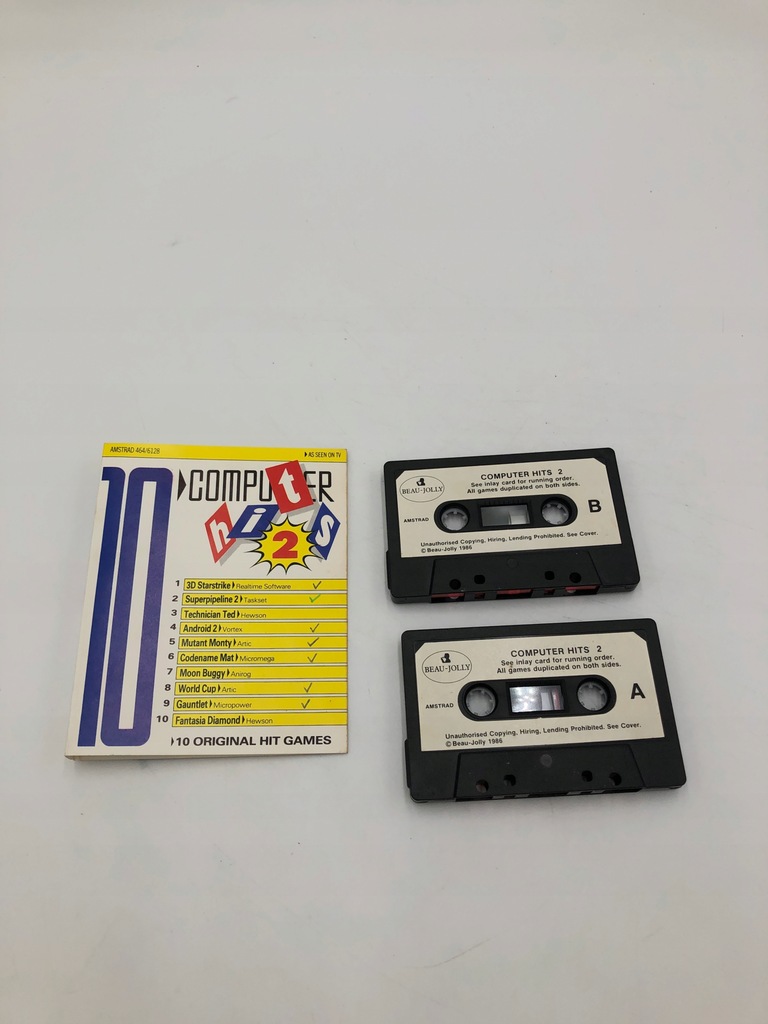 AMSTRAD 464/6128
AS SEEN ON TV
10
COMPUTER
hits
2
1 3D Starstrike Realtime Software ✓
2 Superpipeline 2 Taskset ✓
3 Technician Ted Hewson
4 Android 2 Vortex ✓
5 Mutant Monty Artic ✓
6 Codename Mat Micromega ✓
7 Moon Buggy Anirog
8 World Cup Artic ✓
9 Gauntlet Micropower ✓
10 Fantasia Diamond Hewson
10 ORIGINAL HIT GAMES
COMPUTER HITS 2
See inlay card for running order.
All games duplicated on both sides.
BEAU-JOLLY
B
AMSTRAD
Unauthorised Copying, Hiring, Lending Prohibited. See Cover.
© Beau-Jolly 1986
COMPUTER HITS 2
See inlay card for running order.
All games duplicated on both sides.
BEAU-JOLLY
A
AMSTRAD
Unauthorised Copying, Hiring, Lending Prohibited. See Cover.
© Beau-Jolly 1986